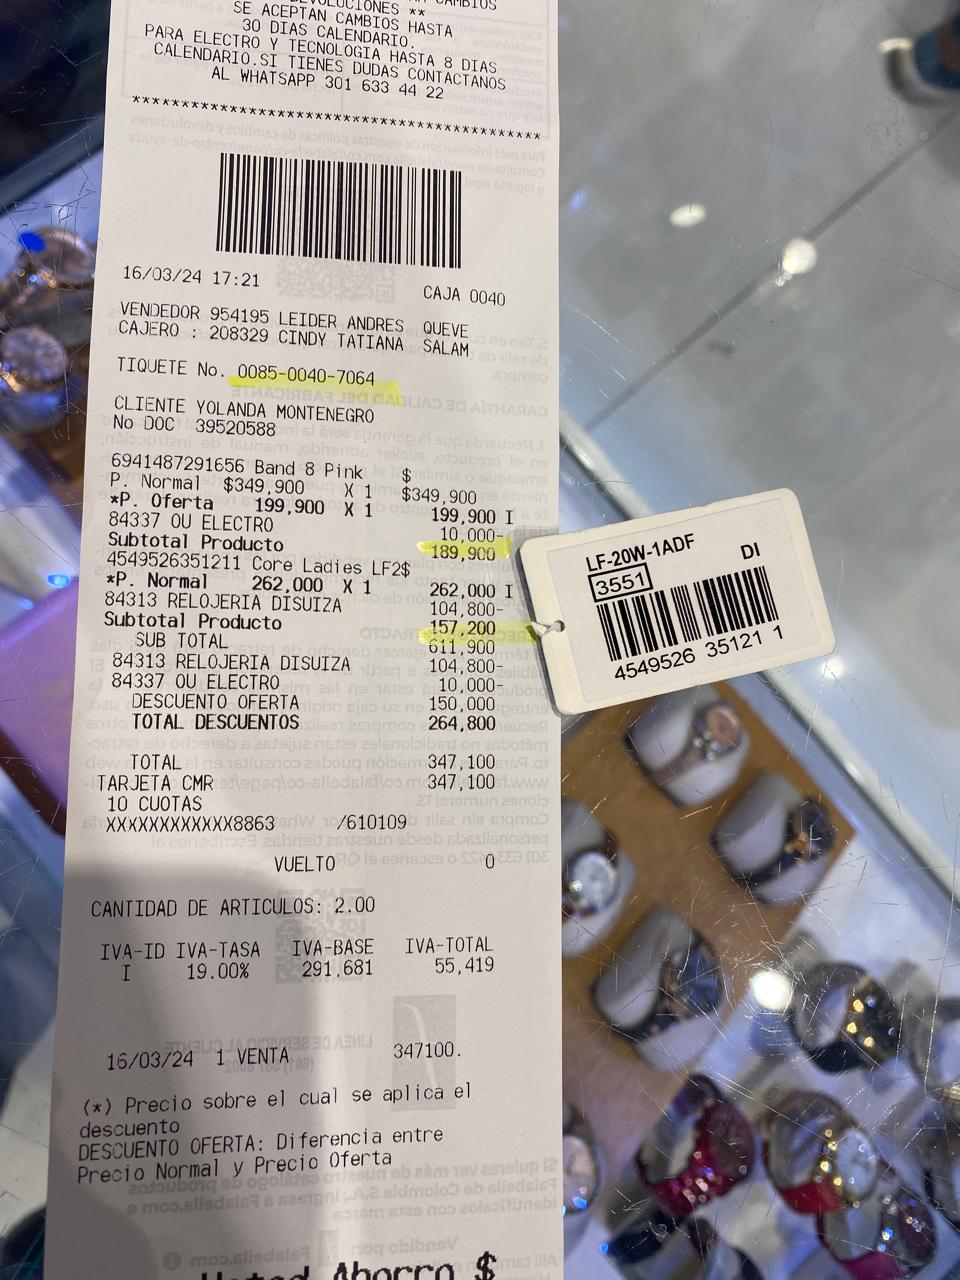 CAMBIOS
DEVOLUCIONES **
SE ACEPTAN CAMBIOS HASTA
30 DIAS CALENDARIO.
PARA ELECTRO Y TECNOLOGIA HASTA 8 DIAS
CALENDARIO.SI TIENES DUDAS CONTACTANOS
AL WHATSAPP 301 633 44 22
****************************************
16/03/24 17:21 CAJA 0040
VENDEDOR 954195 LEIDER ANDRES QUEVE
CAJERO : 208329 CINDY TATIANA SALAM
TIQUETE No. 0085-0040-7064
CLIENTE YOLANDA MONTENEGRO
No DOC 39520588
6941487291656 Band 8 Pink $
P. Normal $349,900 X 1 $349,900
*P. Oferta 199,900 X 1 199,900 I
84337 OU ELECTRO 10,000-
Subtotal Producto 189,900
4549526351211 Core Ladies LF2$
*P. Normal 262,000 X 1 262,000 I
84313 RELOJERIA DISUIZA 104,800-
Subtotal Producto 157,200
SUB TOTAL 611,900
84313 RELOJERIA DISUIZA 104,800-
84337 OU ELECTRO 10,000-
DESCUENTO OFERTA 150,000
TOTAL DESCUENTOS 264,800
TOTAL 347,100
TARJETA CMR 347,100
10 CUOTAS
XXXXXXXXXXXX8863 /610109
VUELTO 0
CANTIDAD DE ARTICULOS: 2.00
IVA-ID IVA-TASA IVA-BASE IVA-TOTAL
I 19.00% 291,681 55,419
16/03/24 1 VENTA 347100.
(*) Precio sobre el cual se aplica el
descuento
DESCUENTO OFERTA: Diferencia entre
Precio Normal y Precio Oferta
Usted Ahorro $
LF-20W-1ADF DI
3551
4549526 35121 1